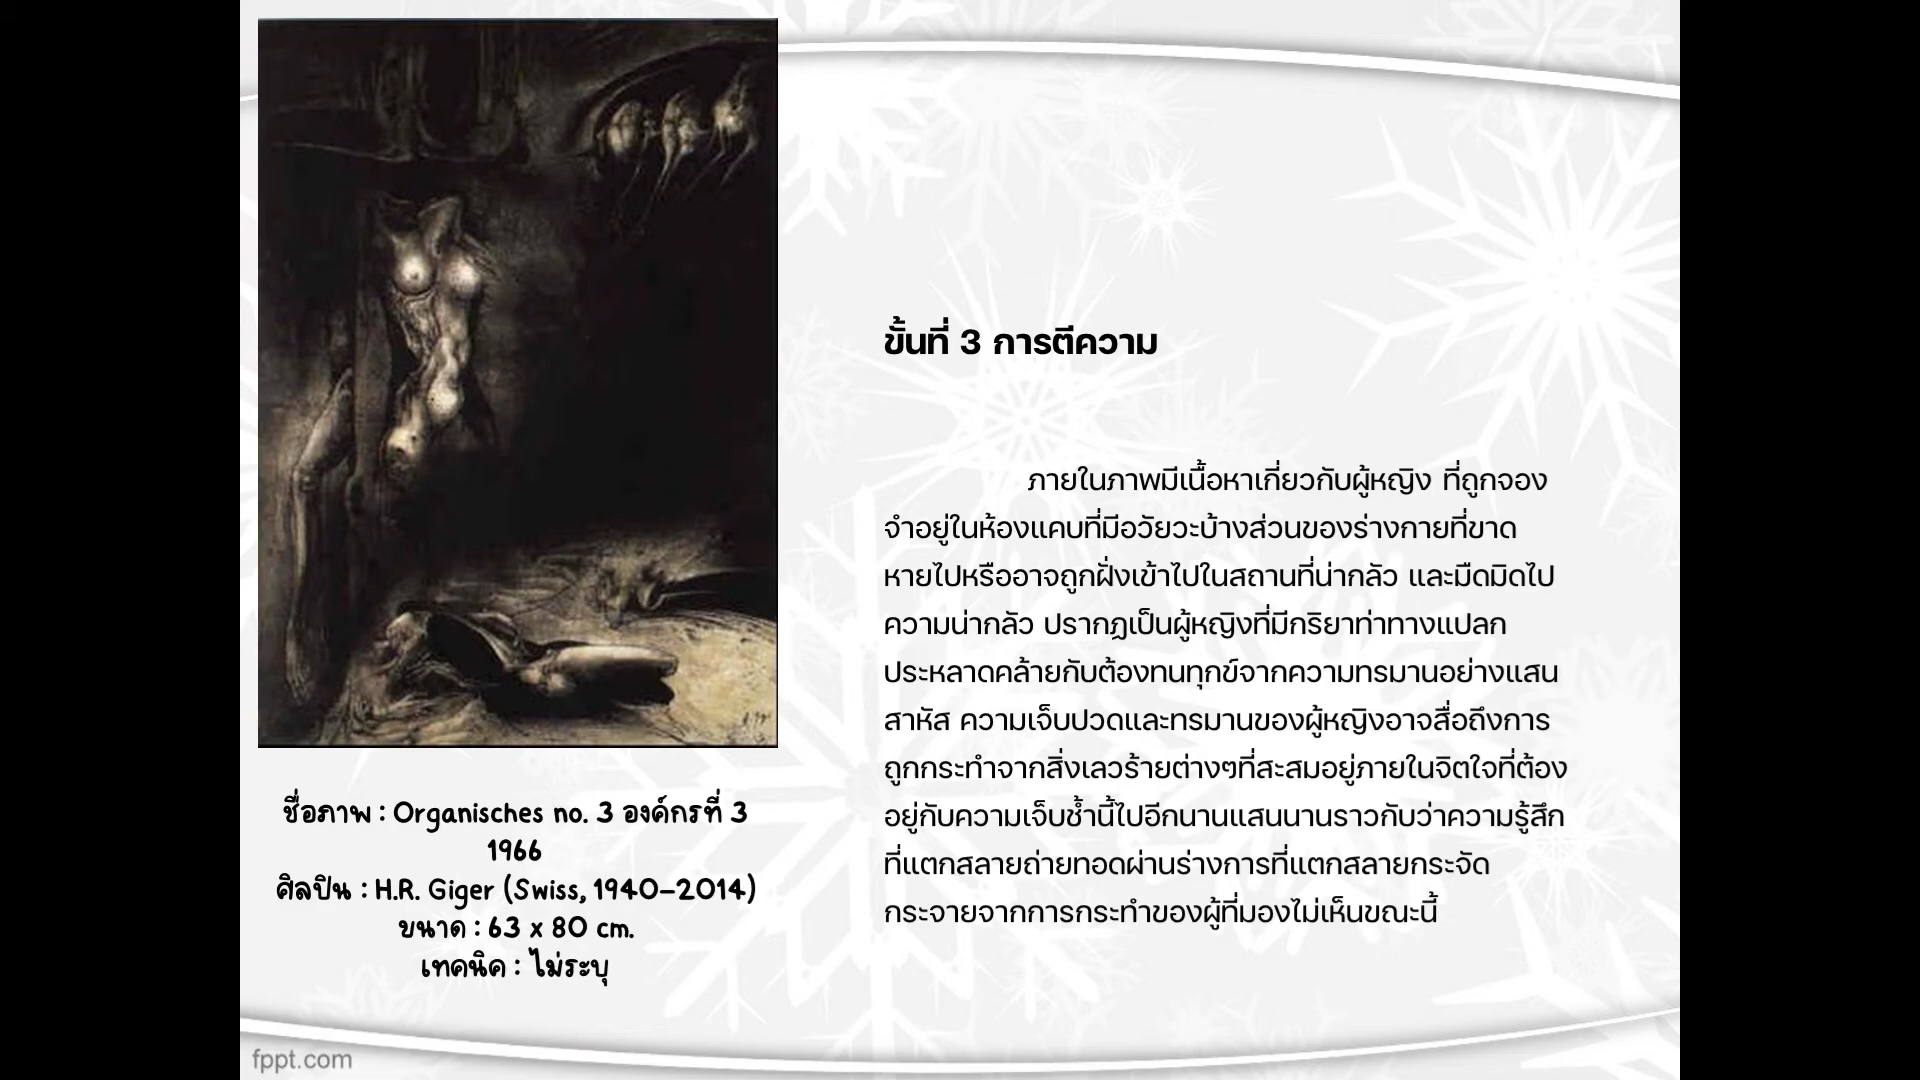 ขั้นที่ 3 การตีความ
ภายในภาพมีเนื้อหาเกี่ยวกับผู้หญิง ที่ถูกจอง
จำอยู่ในห้องแคบที่มีอวัยวะบ้างส่วนของร่างกายที่ขาด
หายไปหรืออาจถูกฝั่งเข้าไปในสถานที่น่ากลัว และมืดมิดไป
ความน่ากลัว ปรากฏเป็นผู้หญิงที่มีกริยาท่าทางแปลก
ประหลาดคล้ายกับต้องทนทุกข์จากความทรมานอย่างแสน
สาหัส ความเจ็บปวดและทรมานของผู้หญิงอาจสื่อถึงการ
ถูกกระทำจากสิ่งเลวร้ายต่างๆที่สะสมอยู่ภายในจิตใจที่ต้อง
อยู่กับความเจ็บช้ำนี้ไปอีกนานแสนนานราวกับว่าความรู้สึก
ที่แตกสลายถ่ายทอดผ่านร่างการที่แตกสลายกระจัด
กระจายจากการกระทำของผู้ที่มองไม่เห็นขณะนี้
ชื่อภาพ : Organisches no. 3 องค์กรที่ 3
1966
ศิลปิน : H.R. Giger (Swiss, 1940-2014)
ขนาด : 63 x 80 cm.
เทคนิค : ไม่ระบุ
fppt.com